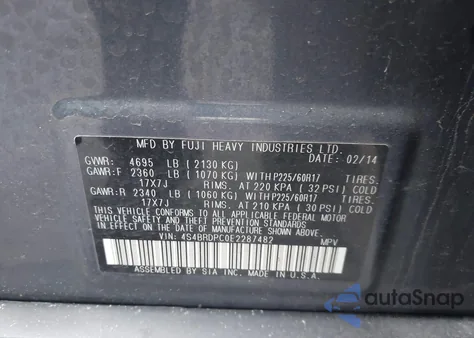 MFD BY FUJI HEAVY INDUSTRIES LTD.
DATE: 02/14
GVWR: 4695 LB (2130 KG)
GAWR:F 2360 LB (1070 KG) WITH P225/60R17
17X7J RIMS. AT 220 KPA (32 PSI) COLD
GAWR:R 2340 LB (1060 KG) WITH P225/60R17
17X7J RIMS. AT 210 KPA (30 PSI) COLD
THIS VEHICLE CONFORMS TO ALL APPLICABLE FEDERAL MOTOR
VEHICLE SAFETY, BUMPER, AND THEFT PREVENTION STANDARDS
IN EFFECT ON THE DATE OF MANUFACTURE SHOWN ABOVE.
VIN: 4S4BRDPC0E2287482 MPV
ASSEMBLED BY SIA INC. MADE IN U.S.A.
autoSnap